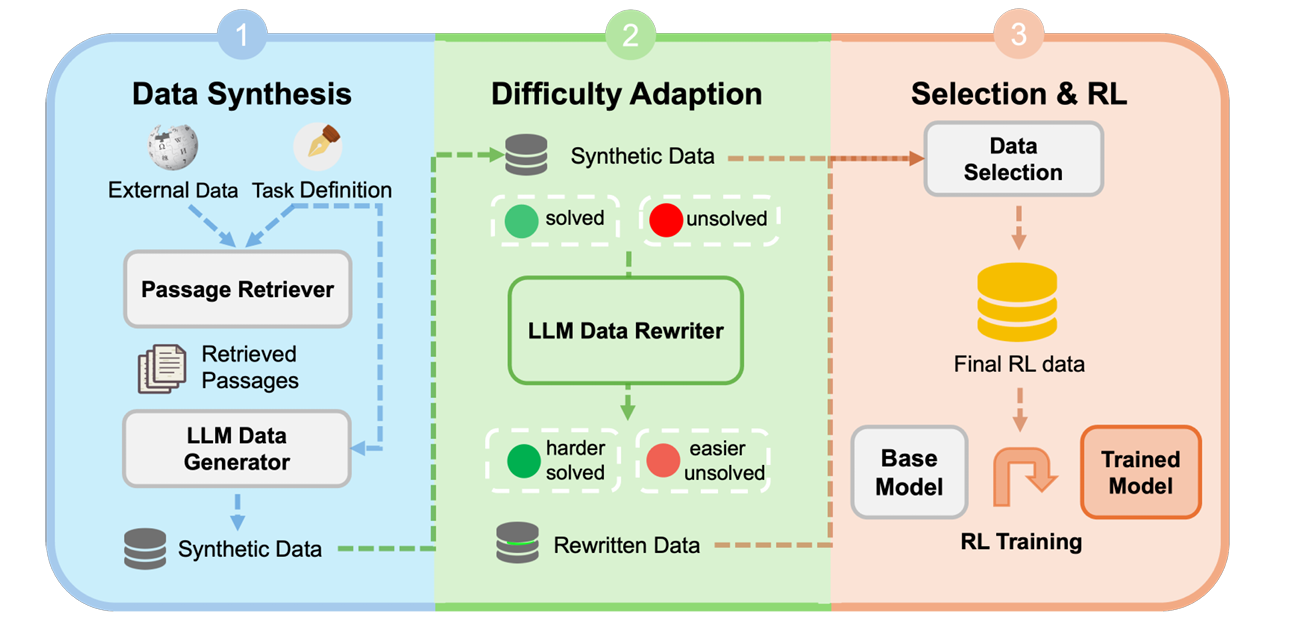 1
Data Synthesis
External Data
Task Definition
Passage Retriever
Retrieved
Passages
LLM Data
Generator
Synthetic Data
2
Difficulty Adaption
Synthetic Data
solved
unsolved
LLM Data Rewriter
harder
solved
easier
unsolved
Rewritten Data
3
Selection & RL
Data
Selection
Final RL data
Base
Model
Trained
Model
RL Training